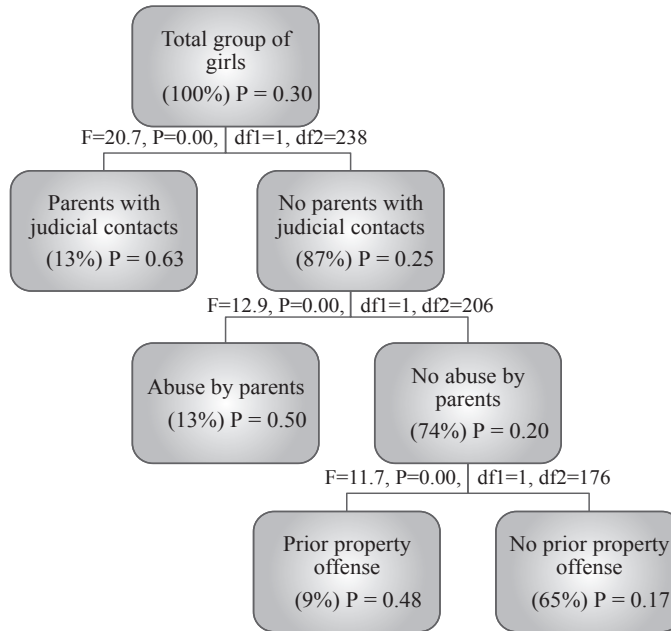 Total group of
girls
(100%) P = 0.30
F=20.7, P=0.00, df1=1, df2=238
Parents with
judicial contacts
(13%) P = 0.63
No parents with
judicial contacts
(87%) P = 0.25
F=12.9, P=0.00, df1=1, df2=206
Abuse by parents
(13%) P = 0.50
No abuse by
parents
(74%) P = 0.20
F=11.7, P=0.00, df1=1, df2=176
Prior property
offense
(9%) P = 0.48
No prior property
offense
(65%) P = 0.17